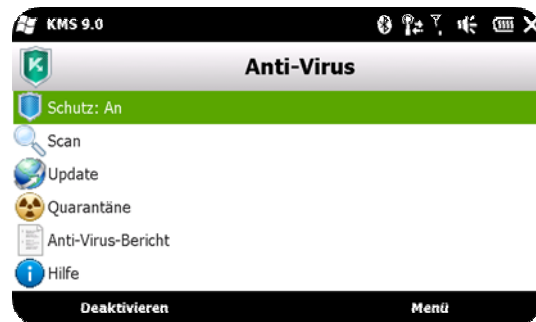 KMS 9.0
Anti-Virus
Schutz: An
Scan
Update
Quarantäne
Anti-Virus-Bericht
Hilfe
Deaktivieren
Menü